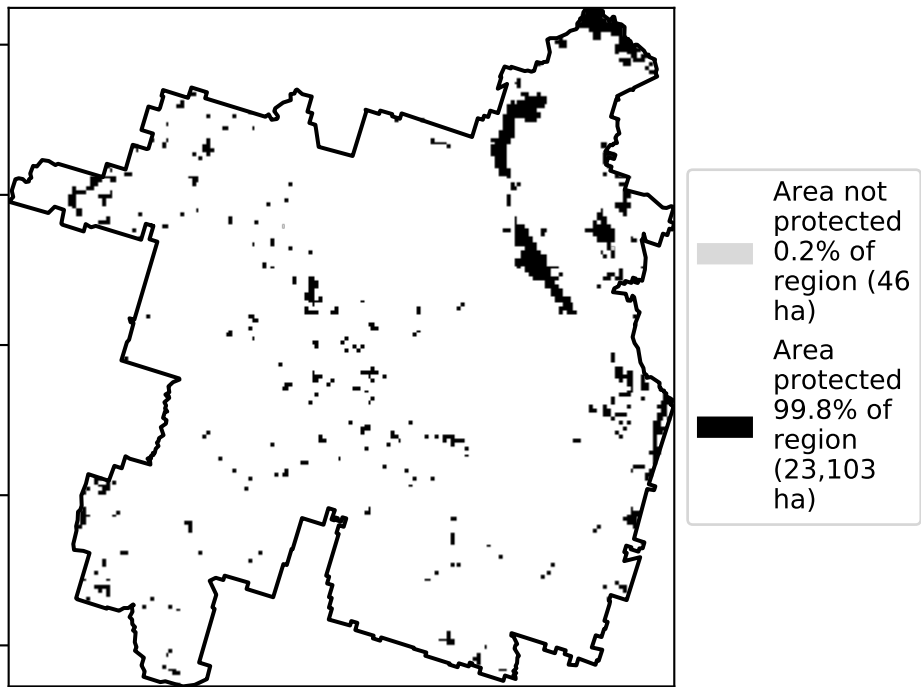 Area not
protected
0.2% of
region (46
ha)
Area
protected
99.8% of
region
(23,103
ha)